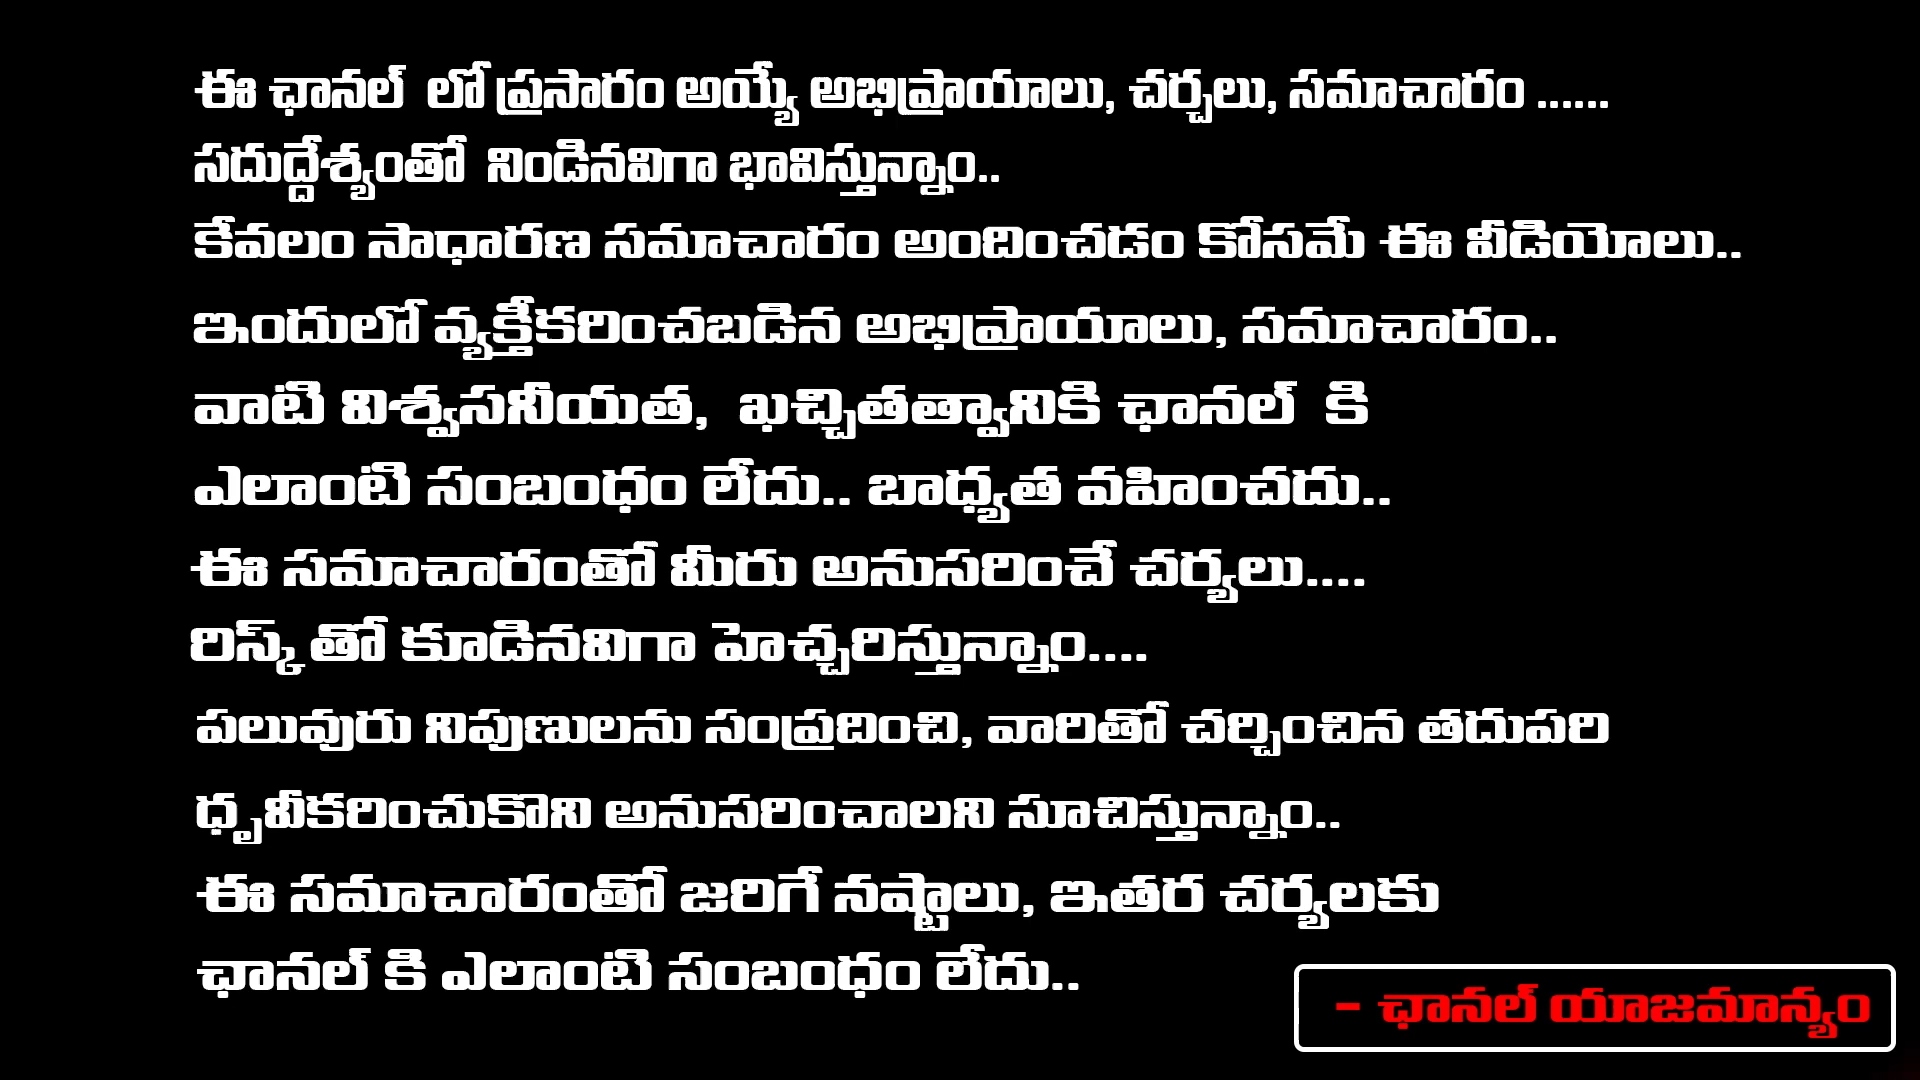 ఈ ఛానల్ లో ప్రసారం అయ్యే అభిప్రాయాలు, చర్చలు, సమాచారం ......
సదుద్దేశ్యంతో నిండినవిగా భావిస్తున్నాం..
కేవలం సాధారణ సమాచారం అందించడం కోసమే ఈ వీడియోలు..
ఇందులో వ్యక్తీకరించబడిన అభిప్రాయాలు, సమాచారం..
వాటి విశ్వసనీయత, ఖచ్చితత్వానికి ఛానల్ కి
ఎలాంటి సంబంధం లేదు.. బాధ్యత వహించదు..
ఈ సమాచారంతో మీరు అనుసరించే చర్యలు....
రిస్క్ తో కూడినవిగా హెచ్చరిస్తున్నాం....
పలువురు నిపుణులను సంప్రదించి, వారితో చర్చించిన తదుపరి
ధృవీకరించుకొని అనుసరించాలని సూచిస్తున్నాం..
ఈ సమాచారంతో జరిగే నష్టాలు, ఇతర చర్యలకు
ఛానల్ కి ఎలాంటి సంబంధం లేదు..
- ఛానల్ యాజమాన్యం